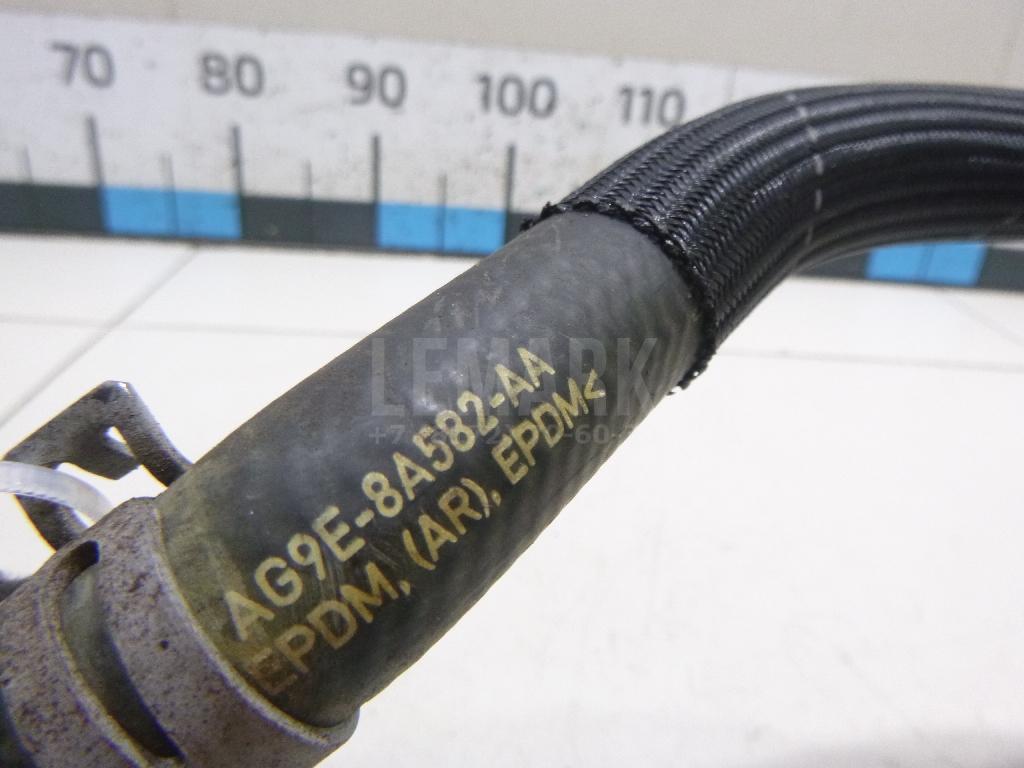 70 80 90 100 110
LEMARK
AG9E-8A582-AA
EPDM, (AR), EPDM<